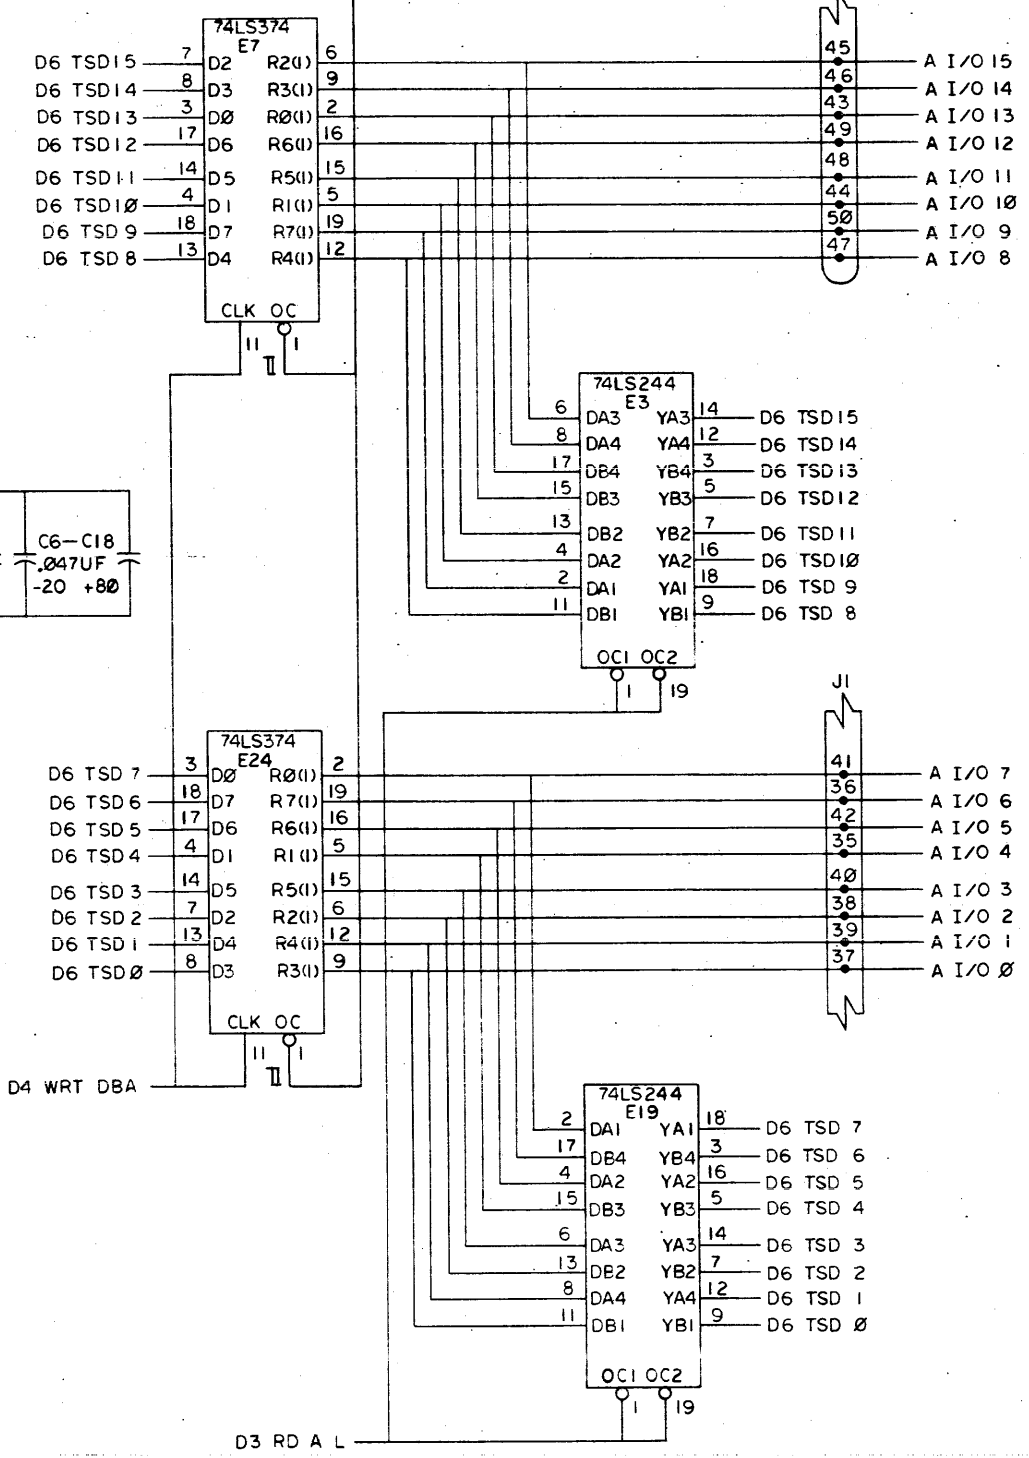 74LS374
E7
D6 TSD15 7 D2 R2(1) 6 45 A I/O 15
D6 TSD14 8 D3 R3(1) 9 46 A I/O 14
D6 TSD13 3 DØ RØ(1) 2 43 A I/O 13
D6 TSD12 17 D6 R6(1) 16 49 A I/O 12
D6 TSD11 14 D5 R5(1) 15 48 A I/O 11
D6 TSD1Ø 4 D1 R1(1) 5 44 A I/O 1Ø
D6 TSD 9 18 D7 R7(1) 19 50 A I/O 9
D6 TSD 8 13 D4 R4(1) 12 47 A I/O 8
CLK OC
11 1
74LS244
E3
6 DA3 YA3 14 D6 TSD15
8 DA4 YA4 12 D6 TSD14
17 DB4 YB4 3 D6 TSD13
15 DB3 YB3 5 D6 TSD12
13 DB2 YB2 7 D6 TSD11
4 DA2 YA2 16 D6 TSD1Ø
2 DA1 YA1 18 D6 TSD 9
11 DB1 YB1 9 D6 TSD 8
OC1 OC2
1 19
C6-C18
.Ø47UF
-20 +8Ø
J1
74LS374
E24
D6 TSD 7 3 DØ RØ(1) 2 41 A I/O 7
D6 TSD 6 18 D7 R7(1) 19 36 A I/O 6
D6 TSD 5 17 D6 R6(1) 16 42 A I/O 5
D6 TSD 4 4 D1 R1(1) 5 35 A I/O 4
D6 TSD 3 14 D5 R5(1) 15 4Ø A I/O 3
D6 TSD 2 7 D2 R2(1) 6 38 A I/O 2
D6 TSD 1 13 D4 R4(1) 12 39 A I/O 1
D6 TSDØ 8 D3 R3(1) 9 37 A I/O Ø
CLK OC
11 1
D4 WRT DBA
74LS244
E19
2 DA1 YA1 18 D6 TSD 7
17 DB4 YB4 3 D6 TSD 6
4 DA2 YA2 16 D6 TSD 5
15 DB3 YB3 5 D6 TSD 4
6 DA3 YA3 14 D6 TSD 3
13 DB2 YB2 7 D6 TSD 2
8 DA4 YA4 12 D6 TSD 1
11 DB1 YB1 9 D6 TSD Ø
OC1 OC2
1 19
D3 RD A L